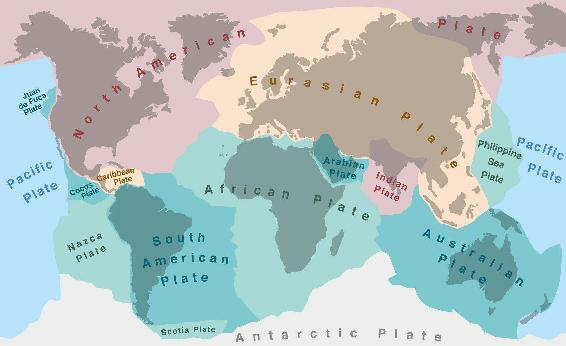 North American
Plate
Eurasian Plate
Juan
de Fuca
Plate
Pacific
Plate
Philippine
Sea
Plate
Pacific
Plate
Arabian
Plate
Indian
Plate
Caribbean
Plate
Cocos
Plate
African Plate
Nazca
Plate
South
American
Plate
Australian
Plate
Scotia Plate
Antarctic Plate